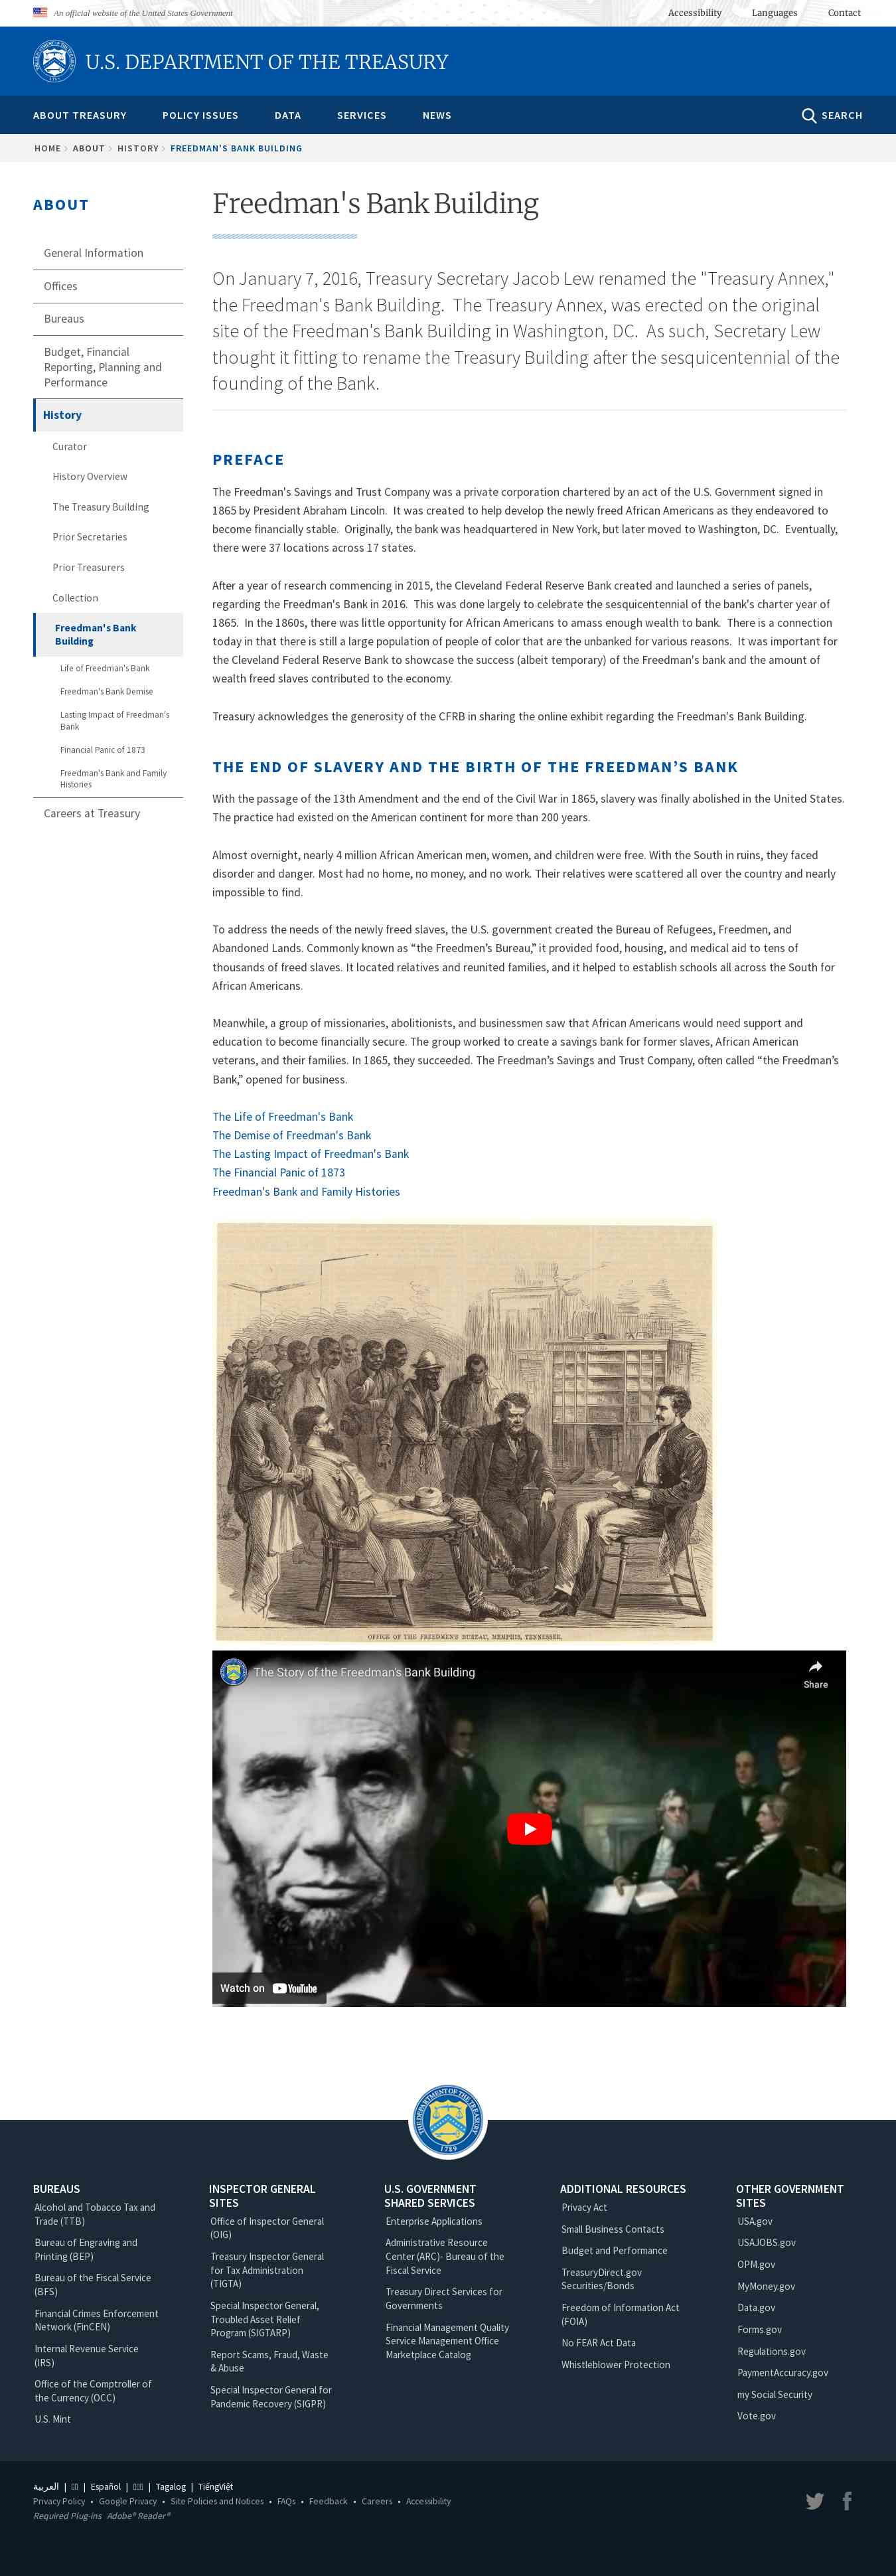 An official website of the United States Government
Accessibility
Languages
Contact
U.S. DEPARTMENT OF THE TREASURY
ABOUT TREASURY
POLICY ISSUES
DATA
SERVICES
NEWS
SEARCH
HOME
ABOUT
HISTORY
FREEDMAN'S BANK BUILDING
ABOUT
General Information
Offices
Bureaus
Budget, Financial
Reporting, Planning and
Performance
History
Curator
History Overview
The Treasury Building
Prior Secretaries
Prior Treasurers
Collection
Freedman's Bank
Building
Life of Freedman's Bank
Freedman's Bank Demise
Lasting Impact of Freedman's
Bank
Financial Panic of 1873
Freedman's Bank and Family
Histories
Careers at Treasury
Freedman's Bank Building
On January 7, 2016, Treasury Secretary Jacob Lew renamed the "Treasury Annex,"
the Freedman's Bank Building.  The Treasury Annex, was erected on the original
site of the Freedman's Bank Building in Washington, DC.  As such, Secretary Lew
thought it fitting to rename the Treasury Building after the sesquicentennial of the
founding of the Bank.
PREFACE
The Freedman's Savings and Trust Company was a private corporation chartered by an act of the U.S. Government signed in
1865 by President Abraham Lincoln.  It was created to help develop the newly freed African Americans as they endeavored to
become financially stable.  Originally, the bank was headquartered in New York, but later moved to Washington, DC.  Eventually,
there were 37 locations across 17 states.
After a year of research commencing in 2015, the Cleveland Federal Reserve Bank created and launched a series of panels,
regarding the Freedman's Bank in 2016.  This was done largely to celebrate the sesquicentennial of the bank's charter year of
1865.  In the 1860s, there was little opportunity for African Americans to amass enough wealth to bank.  There is a connection
today in that there is still a large population of people of color that are the unbanked for various reasons.  It was important for
the Cleveland Federal Reserve Bank to showcase the success (albeit temporary) of the Freedman's bank and the amount of
wealth freed slaves contributed to the economy.
Treasury acknowledges the generosity of the CFRB in sharing the online exhibit regarding the Freedman's Bank Building.
THE END OF SLAVERY AND THE BIRTH OF THE FREEDMAN’S BANK
With the passage of the 13th Amendment and the end of the Civil War in 1865, slavery was finally abolished in the United States.
The practice had existed on the American continent for more than 200 years.
Almost overnight, nearly 4 million African American men, women, and children were free. With the South in ruins, they faced
disorder and danger. Most had no home, no money, and no work. Their relatives were scattered all over the country and nearly
impossible to find.
To address the needs of the newly freed slaves, the U.S. government created the Bureau of Refugees, Freedmen, and
Abandoned Lands. Commonly known as “the Freedmen’s Bureau,” it provided food, housing, and medical aid to tens of
thousands of freed slaves. It located relatives and reunited families, and it helped to establish schools all across the South for
African Americans.
Meanwhile, a group of missionaries, abolitionists, and businessmen saw that African Americans would need support and
education to become financially secure. The group worked to create a savings bank for former slaves, African American
veterans, and their families. In 1865, they succeeded. The Freedman’s Savings and Trust Company, often called “the Freedman’s
Bank,” opened for business.
The Life of Freedman's Bank
The Demise of Freedman's Bank
The Lasting Impact of Freedman's Bank
The Financial Panic of 1873
Freedman's Bank and Family Histories
OFFICE OF THE FREEDMEN'S BUREAU, MEMPHIS, TENNESSEE.
The Story of the Freedman's Bank Building
Share
Watch on YouTube
THE DEPARTMENT OF THE TREASURY
1789
BUREAUS
Alcohol and Tobacco Tax and
Trade (TTB)
Bureau of Engraving and
Printing (BEP)
Bureau of the Fiscal Service
(BFS)
Financial Crimes Enforcement
Network (FinCEN)
Internal Revenue Service
(IRS)
Office of the Comptroller of
the Currency (OCC)
U.S. Mint
INSPECTOR GENERAL
SITES
Office of Inspector General
(OIG)
Treasury Inspector General
for Tax Administration
(TIGTA)
Special Inspector General,
Troubled Asset Relief
Program (SIGTARP)
Report Scams, Fraud, Waste
& Abuse
Special Inspector General for
Pandemic Recovery (SIGPR)
U.S. GOVERNMENT
SHARED SERVICES
Enterprise Applications
Administrative Resource
Center (ARC)- Bureau of the
Fiscal Service
Treasury Direct Services for
Governments
Financial Management Quality
Service Management Office
Marketplace Catalog
ADDITIONAL RESOURCES
Privacy Act
Small Business Contacts
Budget and Performance
TreasuryDirect.gov
Securities/Bonds
Freedom of Information Act
(FOIA)
No FEAR Act Data
Whistleblower Protection
OTHER GOVERNMENT
SITES
USA.gov
USAJOBS.gov
OPM.gov
MyMoney.gov
Data.gov
Forms.gov
Regulations.gov
PaymentAccuracy.gov
my Social Security
Vote.gov
العربية | | Español | | Tagalog | TiếngViệt
Privacy Policy • Google Privacy • Site Policies and Notices • FAQs • Feedback • Careers • Accessibility
Required Plug-ins Adobe® Reader®